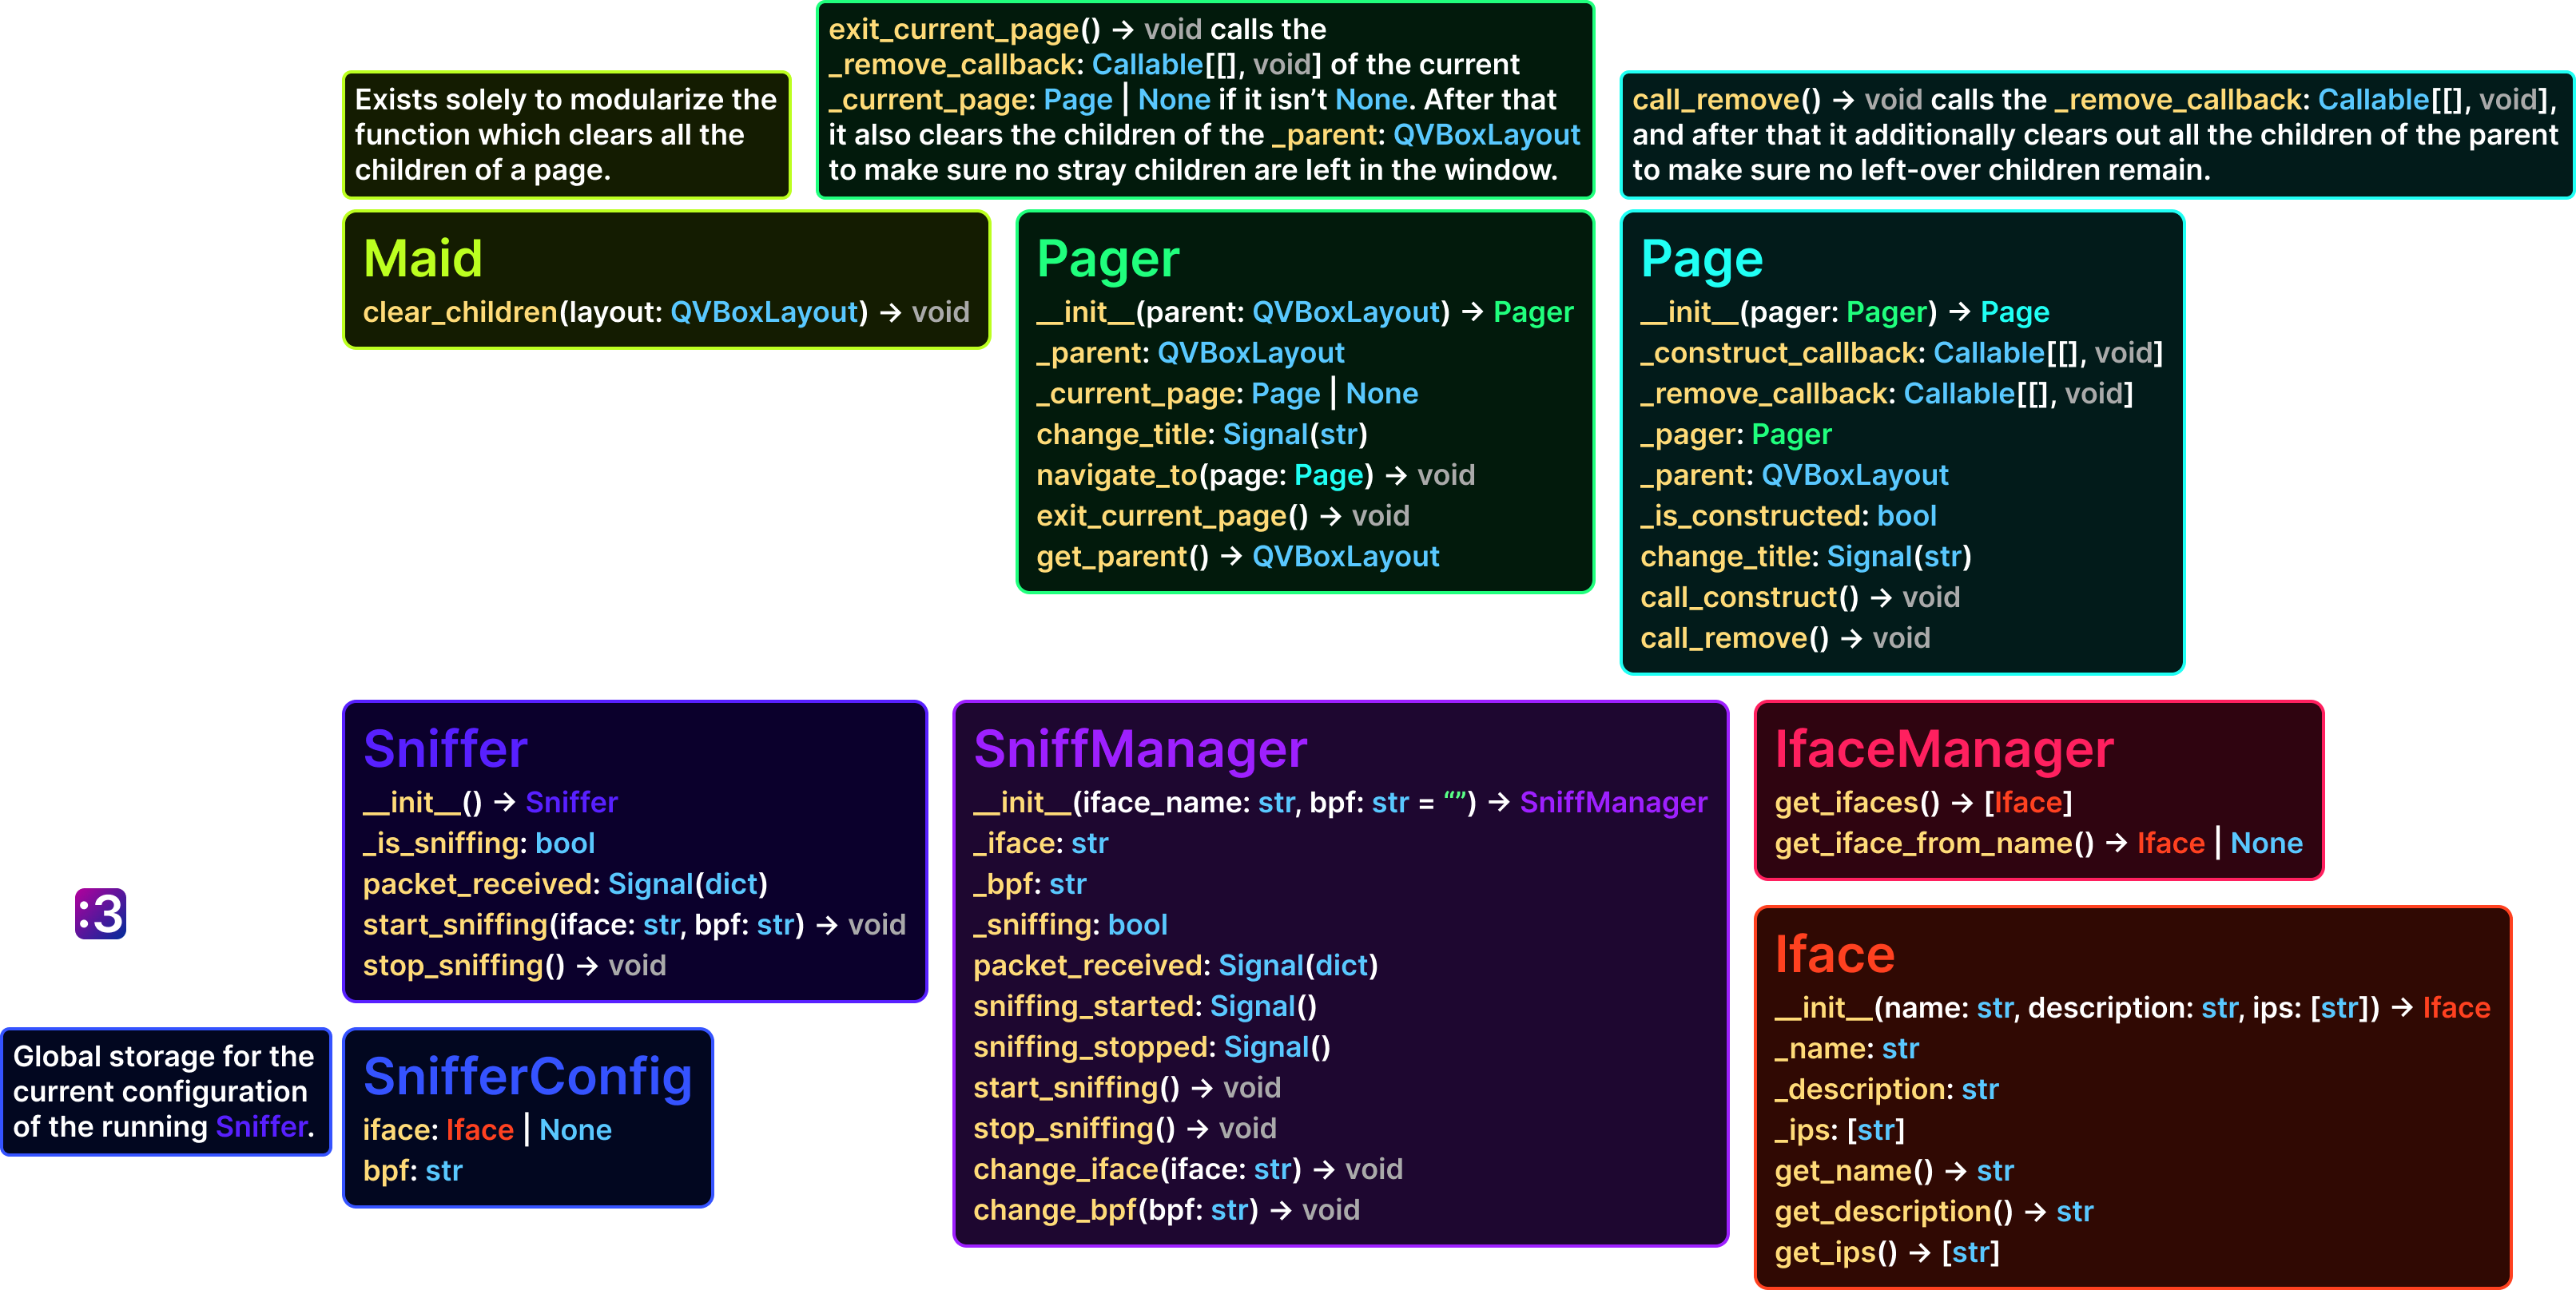 Exists solely to modularize the
function which clears all the
children of a page.
exit_current_page() → void calls the
_remove_callback: Callable[[], void] of the current
_current_page: Page | None if it isn’t None. After that
it also clears the children of the _parent: QVBoxLayout
to make sure no stray children are left in the window.
call_remove() → void calls the _remove_callback: Callable[[], void],
and after that it additionally clears out all the children of the parent
to make sure no left-over children remain.
Maid
clear_children(layout: QVBoxLayout) → void
Pager
__init__(parent: QVBoxLayout) → Pager
_parent: QVBoxLayout
_current_page: Page | None
change_title: Signal(str)
navigate_to(page: Page) → void
exit_current_page() → void
get_parent() → QVBoxLayout
Page
__init__(pager: Pager) → Page
_construct_callback: Callable[[], void]
_remove_callback: Callable[[], void]
_pager: Pager
_parent: QVBoxLayout
_is_constructed: bool
change_title: Signal(str)
call_construct() → void
call_remove() → void
:3
Sniffer
__init__() → Sniffer
_is_sniffing: bool
packet_received: Signal(dict)
start_sniffing(iface: str, bpf: str) → void
stop_sniffing() → void
Global storage for the
current configuration
of the running Sniffer.
SnifferConfig
iface: Iface | None
bpf: str
SniffManager
__init__(iface_name: str, bpf: str = “”) → SniffManager
_iface: str
_bpf: str
_sniffing: bool
packet_received: Signal(dict)
sniffing_started: Signal()
sniffing_stopped: Signal()
start_sniffing() → void
stop_sniffing() → void
change_iface(iface: str) → void
change_bpf(bpf: str) → void
IfaceManager
get_ifaces() → [Iface]
get_iface_from_name() → Iface | None
Iface
__init__(name: str, description: str, ips: [str]) → Iface
_name: str
_description: str
_ips: [str]
get_name() → str
get_description() → str
get_ips() → [str]